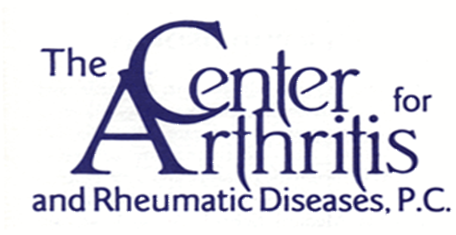 The Center for
Arthritis
and Rheumatic Diseases, P.C.